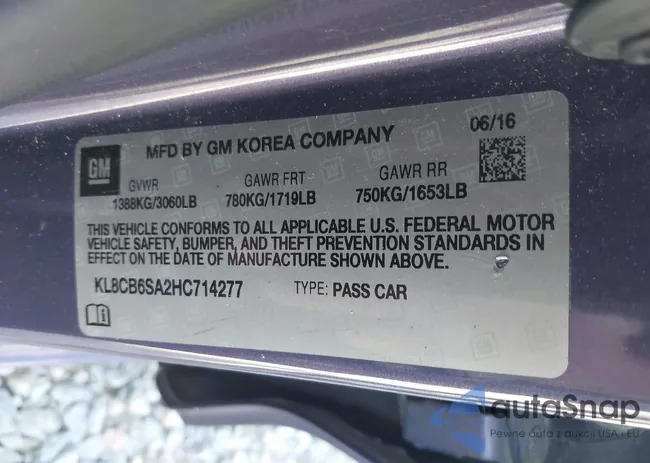 GM
MFD BY GM KOREA COMPANY
06/16
GVWR
1388KG/3060LB
GAWR FRT
780KG/1719LB
GAWR RR
750KG/1653LB
THIS VEHICLE CONFORMS TO ALL APPLICABLE U.S. FEDERAL MOTOR
VEHICLE SAFETY, BUMPER, AND THEFT PREVENTION STANDARDS IN
EFFECT ON THE DATE OF MANUFACTURE SHOWN ABOVE.
KL8CB6SA2HC714277
TYPE: PASS CAR
autoSnap
Pewne auta z aukcji USA i EU